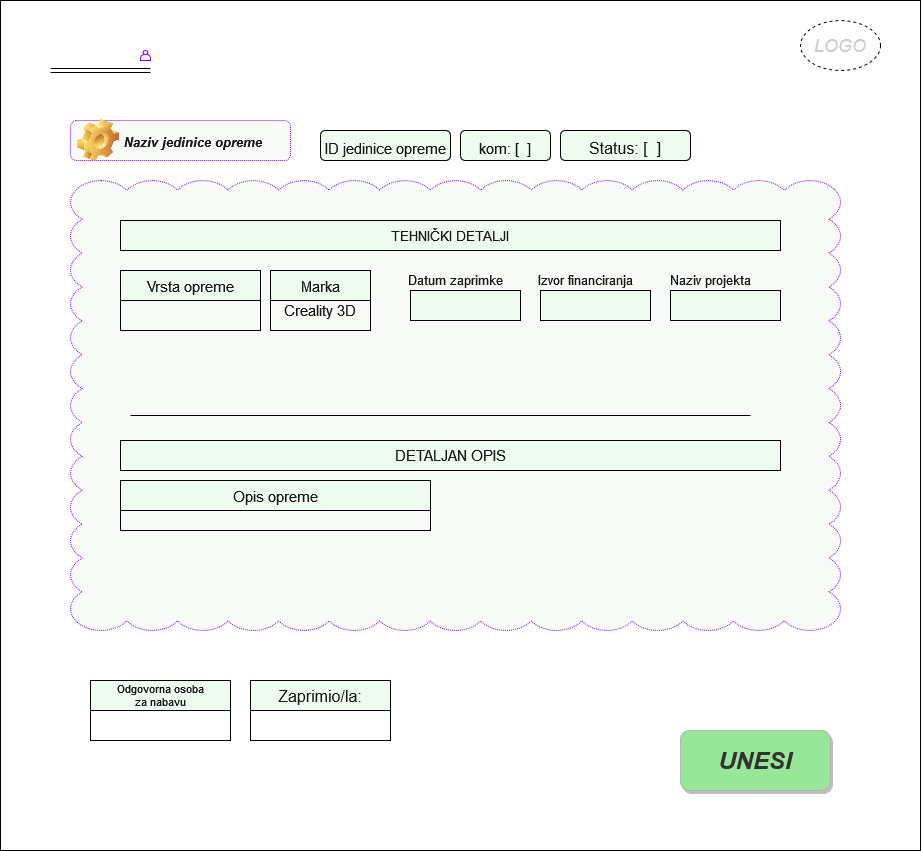 LOGO
Naziv jedinice opreme
ID jedinice opreme
kom: [  ]
Status: [  ]
TEHNIČKI DETALJI
Vrsta opreme
Marka
Creality 3D
Datum zaprimke
Izvor financiranja
Naziv projekta
DETALJAN OPIS
Opis opreme
Odgovorna osoba
za nabavu
Zaprimio/la:
UNESI